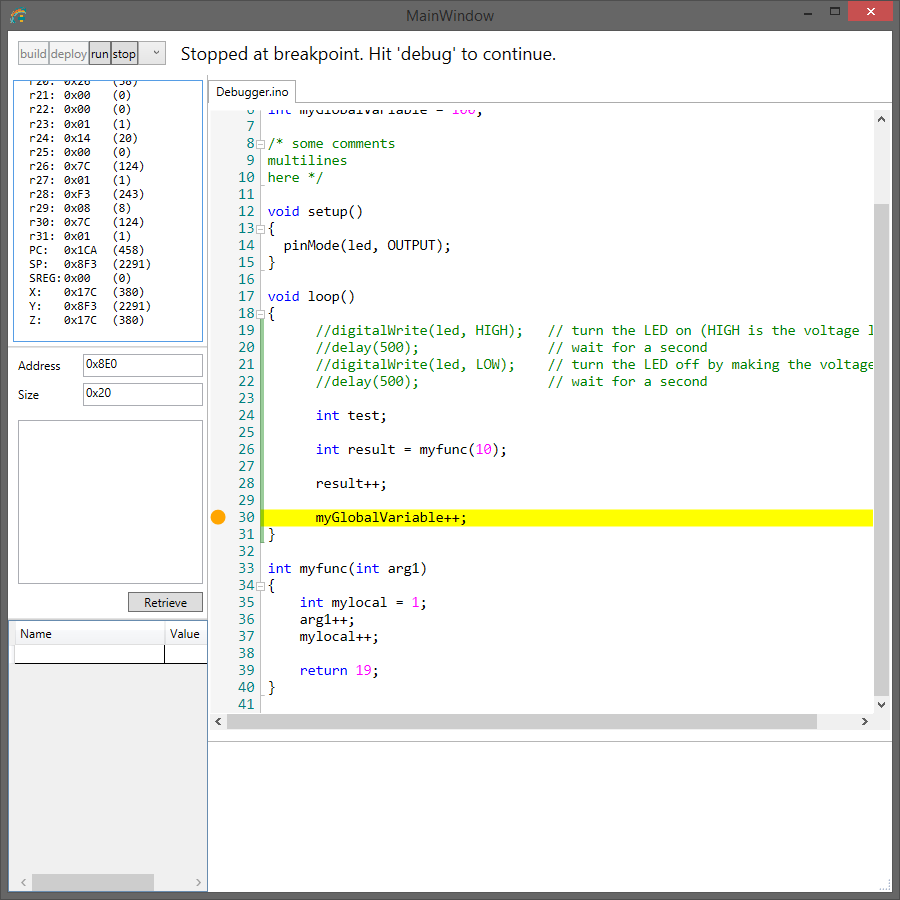 MainWindow
build deploy run stop
Stopped at breakpoint. Hit 'debug' to continue.
r20: 0x26 (38)
r21: 0x00 (0)
r22: 0x00 (0)
r23: 0x01 (1)
r24: 0x14 (20)
r25: 0x00 (0)
r26: 0x7C (124)
r27: 0x01 (1)
r28: 0xF3 (243)
r29: 0x08 (8)
r30: 0x7C (124)
r31: 0x01 (1)
PC: 0x1CA (458)
SP: 0x8F3 (2291)
SREG:0x00 (0)
X: 0x17C (380)
Y: 0x8F3 (2291)
Z: 0x17C (380)
Address 0x8E0
Size 0x20
Retrieve
Name Value
Debugger.ino
6 int myGlobalVariable = 100;
7
8 /* some comments
9 multilines
10 here */
11
12 void setup()
13 {
14 pinMode(led, OUTPUT);
15 }
16
17 void loop()
18 {
19 //digitalWrite(led, HIGH); // turn the LED on (HIGH is the voltage l
20 //delay(500); // wait for a second
21 //digitalWrite(led, LOW); // turn the LED off by making the voltage
22 //delay(500); // wait for a second
23
24 int test;
25
26 int result = myfunc(10);
27
28 result++;
29
30 myGlobalVariable++;
31 }
32
33 int myfunc(int arg1)
34 {
35 int mylocal = 1;
36 arg1++;
37 mylocal++;
38
39 return 19;
40 }
41